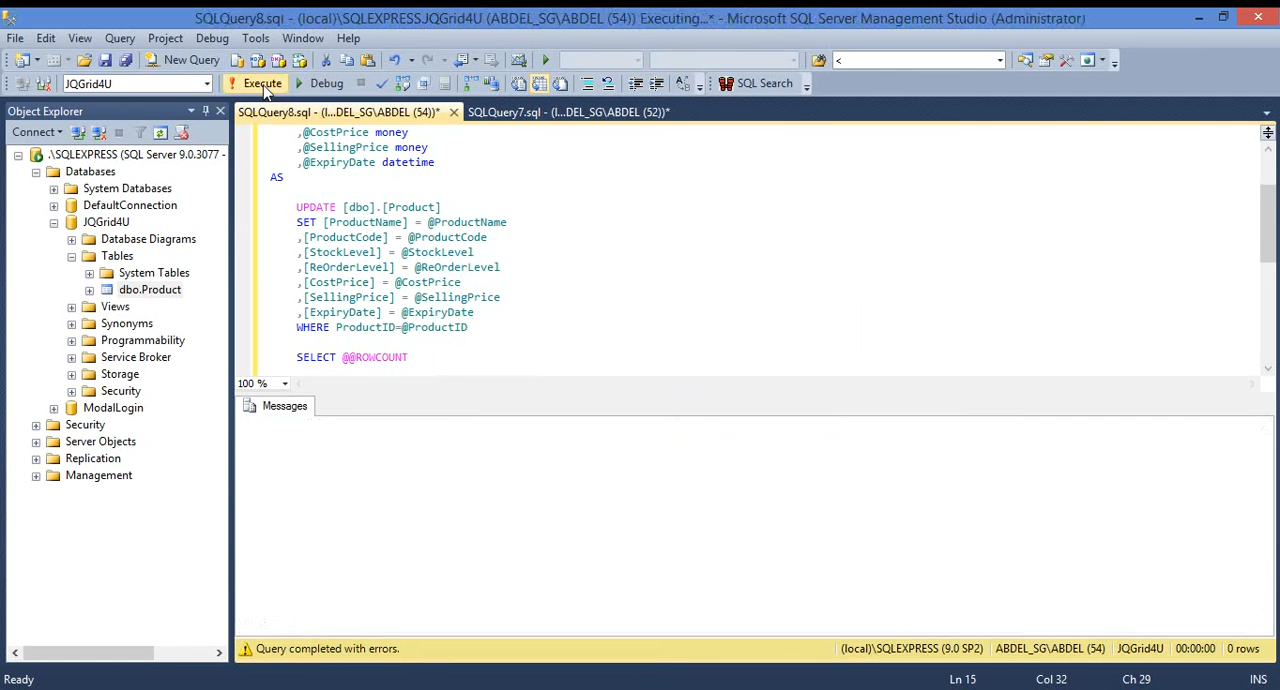 SQLQuery8.sql - (local)\SQLEXPRESS.JQGrid4U (ABDEL_SG\ABDEL (54)) Executing...* - Microsoft SQL Server Management Studio (Administrator)
File Edit View Query Project Debug Tools Window Help
New Query <
JQGrid4U Execute Debug SQL Search
Object Explorer
SQLQuery8.sql - (l...DEL_SG\ABDEL (54))* SQLQuery7.sql - (l...DEL_SG\ABDEL (52))*
Connect
.\SQLEXPRESS (SQL Server 9.0.3077 -
Databases
System Databases
DefaultConnection
JQGrid4U
Database Diagrams
Tables
System Tables
dbo.Product
Views
Synonyms
Programmability
Service Broker
Storage
Security
ModalLogin
Security
Server Objects
Replication
Management
,@CostPrice money
,@SellingPrice money
,@ExpiryDate datetime
AS
UPDATE [dbo].[Product]
SET [ProductName] = @ProductName
,[ProductCode] = @ProductCode
,[StockLevel] = @StockLevel
,[ReOrderLevel] = @ReOrderLevel
,[CostPrice] = @CostPrice
,[SellingPrice] = @SellingPrice
,[ExpiryDate] = @ExpiryDate
WHERE ProductID=@ProductID
SELECT @@ROWCOUNT
100 %
Messages
Query completed with errors. (local)\SQLEXPRESS (9.0 SP2) ABDEL_SG\ABDEL (54) JQGrid4U 00:00:00 0 rows
Ready Ln 15 Col 32 Ch 29 INS